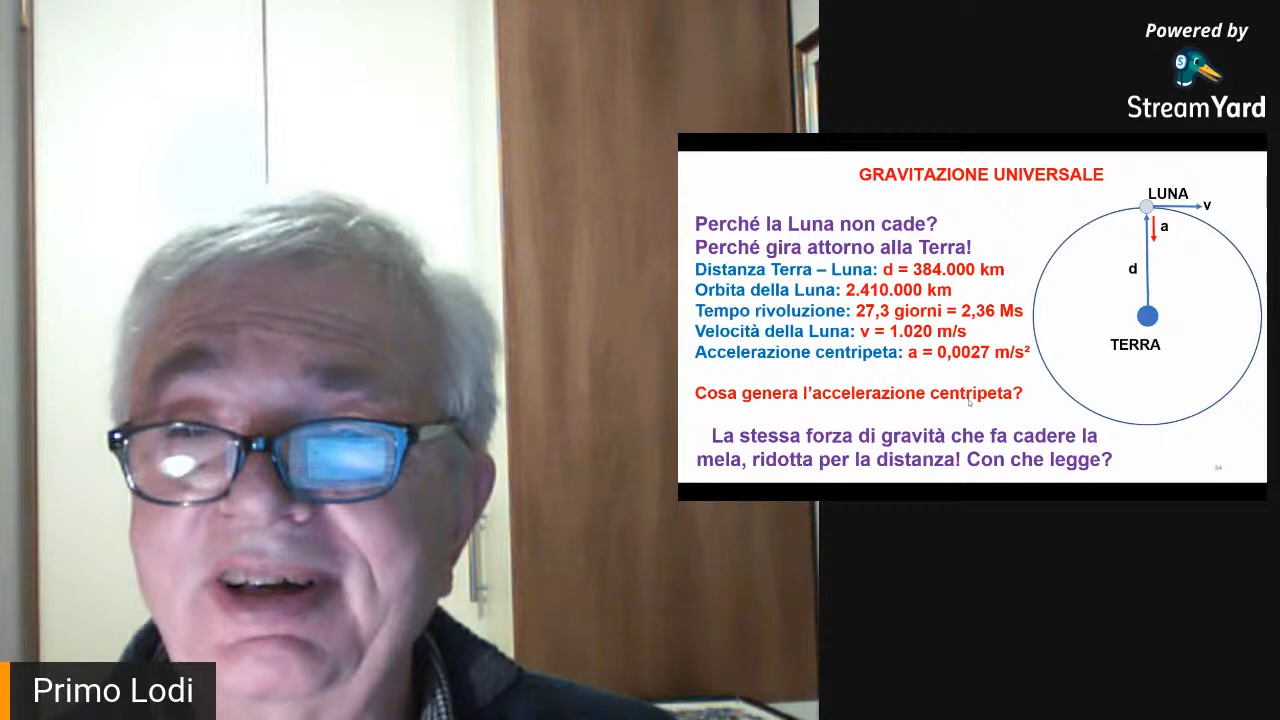 Powered by
StreamYard
GRAVITAZIONE UNIVERSALE
LUNA
v
a
d
TERRA
Perché la Luna non cade?
Perché gira attorno alla Terra!
Distanza Terra – Luna: d = 384.000 km
Orbita della Luna: 2.410.000 km
Tempo rivoluzione: 27,3 giorni = 2,36 Ms
Velocità della Luna: v = 1.020 m/s
Accelerazione centripeta: a = 0,0027 m/s²
Cosa genera l'accelerazione centripeta?
La stessa forza di gravità che fa cadere la
mela, ridotta per la distanza! Con che legge?
34
Primo Lodi